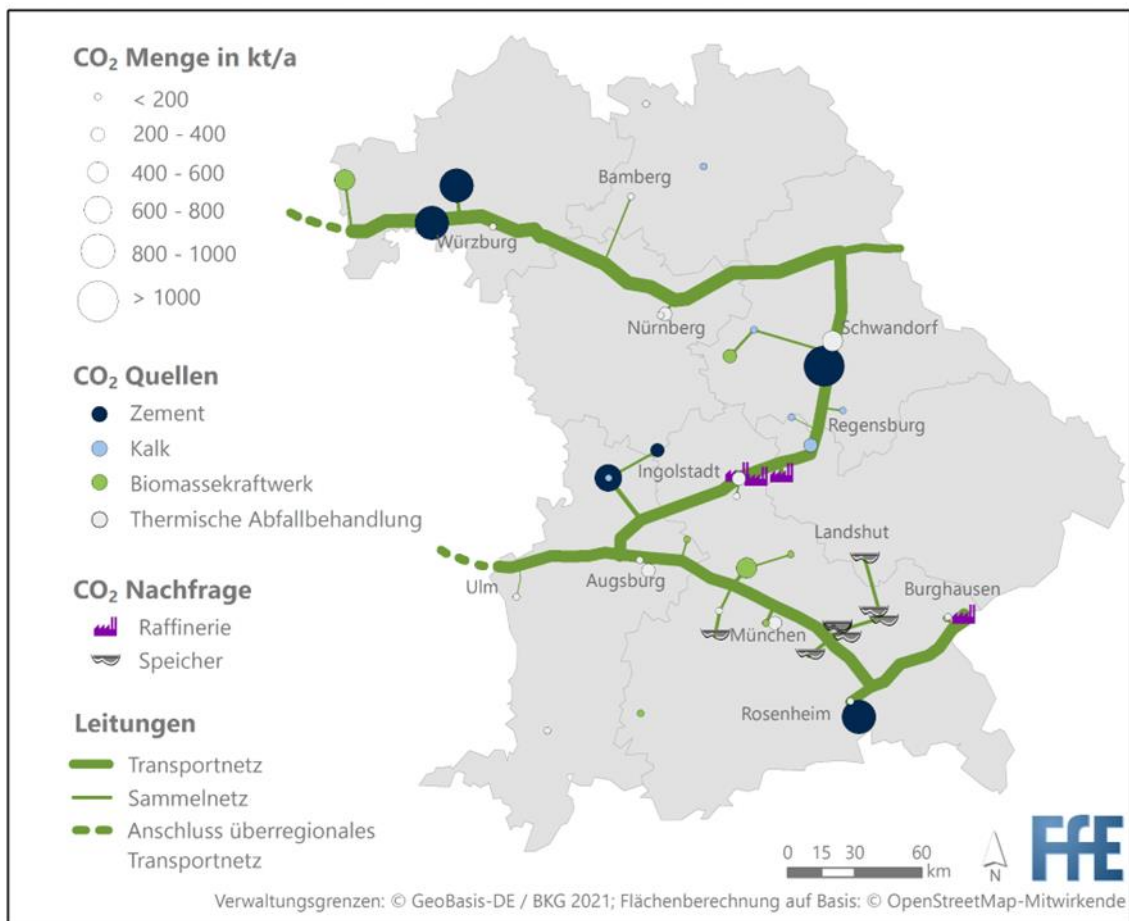 CO₂ Menge in kt/a
< 200
200 - 400
400 - 600
600 - 800
800 - 1000
> 1000
CO₂ Quellen
Zement
Kalk
Biomassekraftwerk
Thermische Abfallbehandlung
CO₂ Nachfrage
Raffinerie
Speicher
Leitungen
Transportnetz
Sammelnetz
Anschluss überregionales
Transportnetz
Bamberg
Würzburg
Nürnberg
Schwandorf
Regensburg
Ingolstadt
Landshut
Ulm
Augsburg
Burghausen
München
Rosenheim
0 15 30 60
km
N
FfE
Verwaltungsgrenzen: © GeoBasis-DE / BKG 2021; Flächenberechnung auf Basis: © OpenStreetMap-Mitwirkende